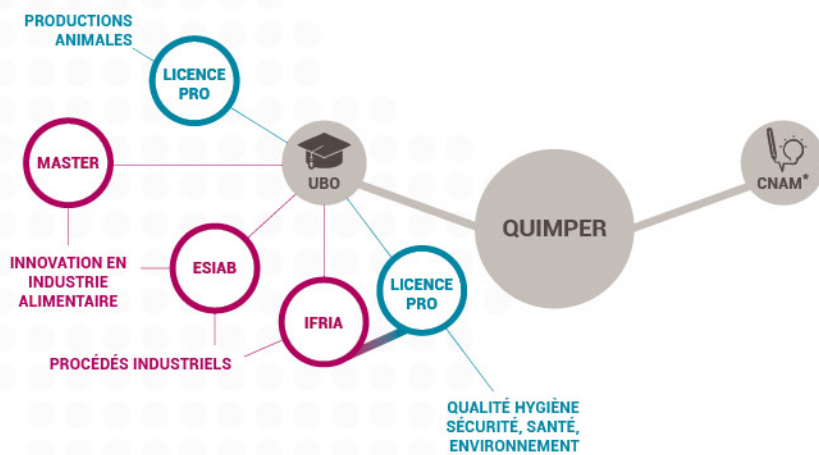 PRODUCTIONS
ANIMALES
LICENCE
PRO
MASTER
UBO
CNAM*
QUIMPER
INNOVATION EN
INDUSTRIE
ALIMENTAIRE
ESIAB
LICENCE
PRO
IFRIA
PROCÉDÉS INDUSTRIELS
QUALITÉ HYGIÈNE
SÉCURITÉ, SANTÉ,
ENVIRONNEMENT